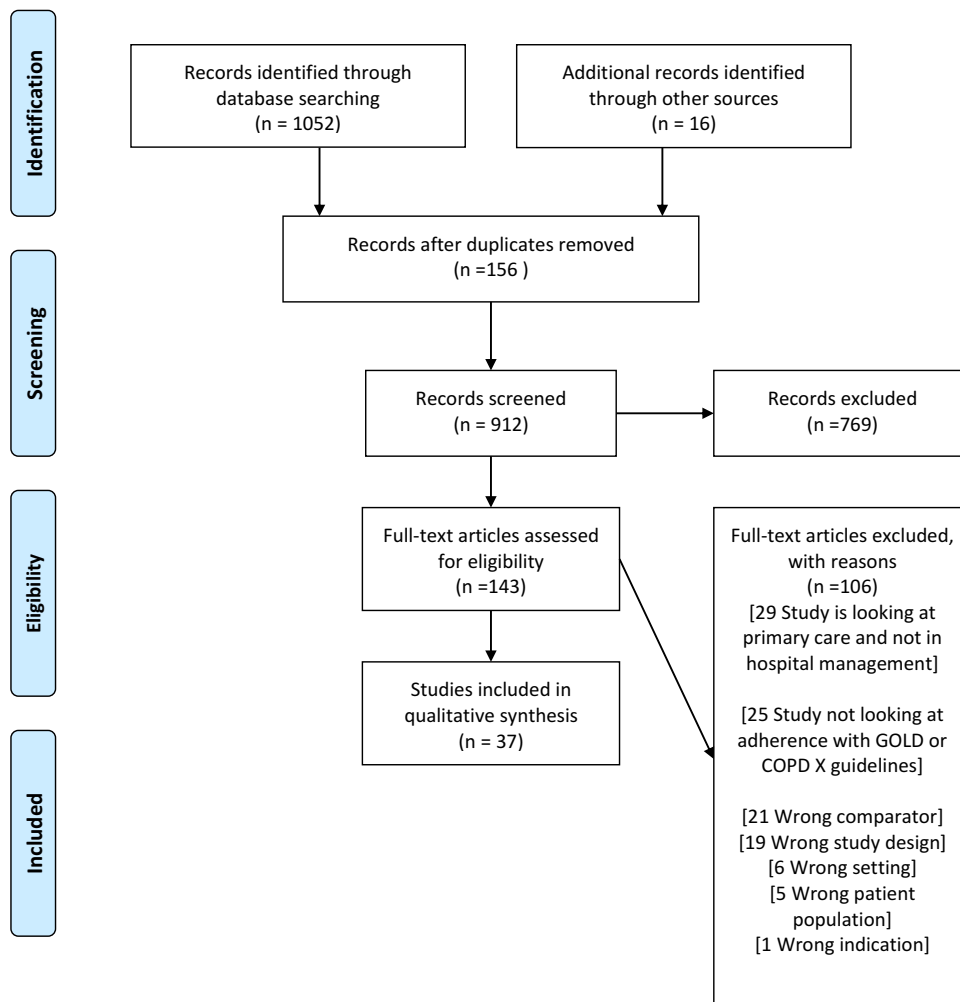 Identification
Records identified through
database searching
(n = 1052)
Additional records identified
through other sources
(n = 16)
Records after duplicates removed
(n =156 )
Screening
Records screened
(n = 912)
Records excluded
(n =769)
Eligibility
Full-text articles assessed
for eligibility
(n =143)
Full-text articles excluded,
with reasons
(n =106)
[29 Study is looking at
primary care and not in
hospital management]
[25 Study not looking at
adherence with GOLD or
COPD X guidelines]
[21 Wrong comparator]
[19 Wrong study design]
[6 Wrong setting]
[5 Wrong patient
population]
[1 Wrong indication]
Included
Studies included in
qualitative synthesis
(n = 37)